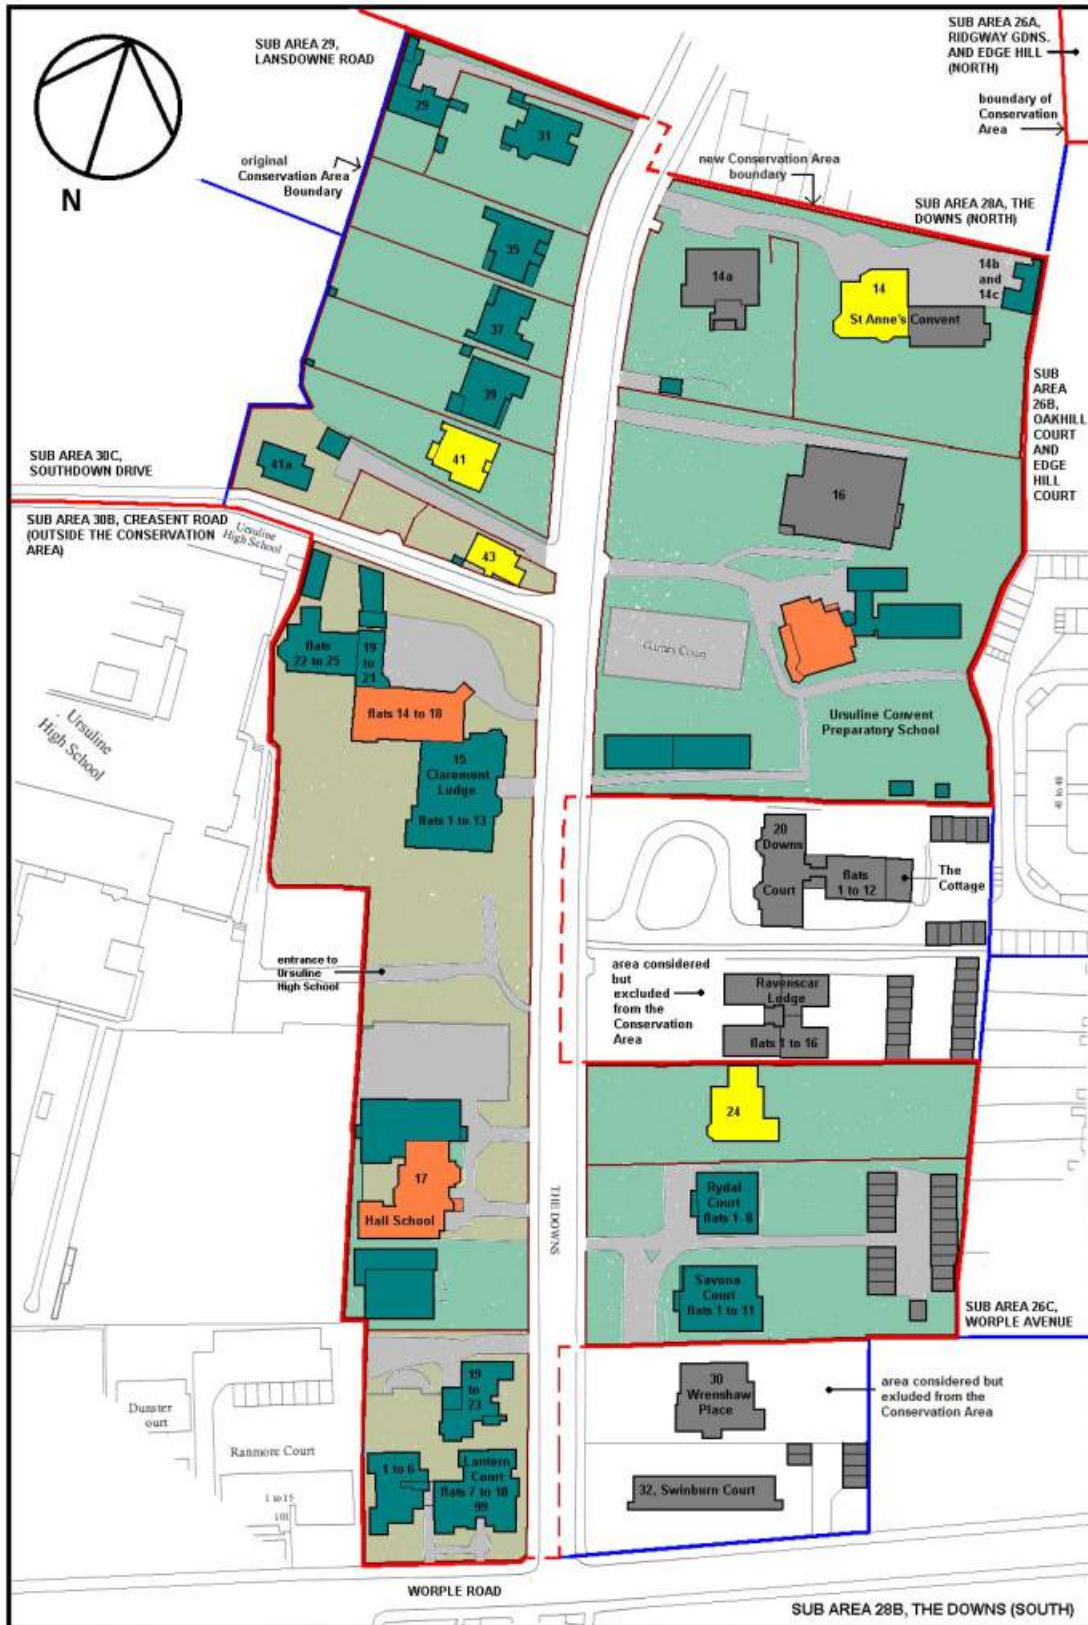 SUB AREA 29,
LANSDOWNE ROAD
SUB AREA 26A,
RIDGWAY GDNS.
AND EDGE HILL
(NORTH)
boundary of
Conservation
Area
N
29
31
original
Conservation Area
Boundary
new Conservation Area
boundary
SUB AREA 28A, THE
DOWNS (NORTH)
35
14a
14
St Anne's Convent
14b
and
14c
37
39
SUB
AREA
26B,
OAKHILL
COURT
AND
EDGE
HILL
COURT
41
41a
SUB AREA 30C,
SOUTHDOWN DRIVE
16
SUB AREA 30B, CREASENT ROAD
(OUTSIDE THE CONSERVATION
AREA)
Ursuline
High School
43
Games Court
flats
22 to 25
19
to
21
flats 14 to 18
Ursuline
High School
Ursuline Convent
Preparatory School
15
Claremont
Lodge
flats 1 to 13
40 to 48
20
Downs
Court
flats
1 to 12
The
Cottage
entrance to
Ursuline
High School
area considered
but
excluded
from the
Conservation
Area
Ravenscar
Lodge
flats 1 to 16
24
17
Hall School
THE DOWNS
Rydal
Court
flats 1- 8
Savona
Court
flats 1 to 11
SUB AREA 26C,
WORPLE AVENUE
19
to
23
30
Wrenshaw
Place
area considered but
exluded from the
Conservation Area
Dunster
ourt
Ranmore Court
1 to 6
Lantern
Court
flats 7 to 18
99
32, Swinburn Court
1 to 15
101
WORPLE ROAD
SUB AREA 28B, THE DOWNS (SOUTH)